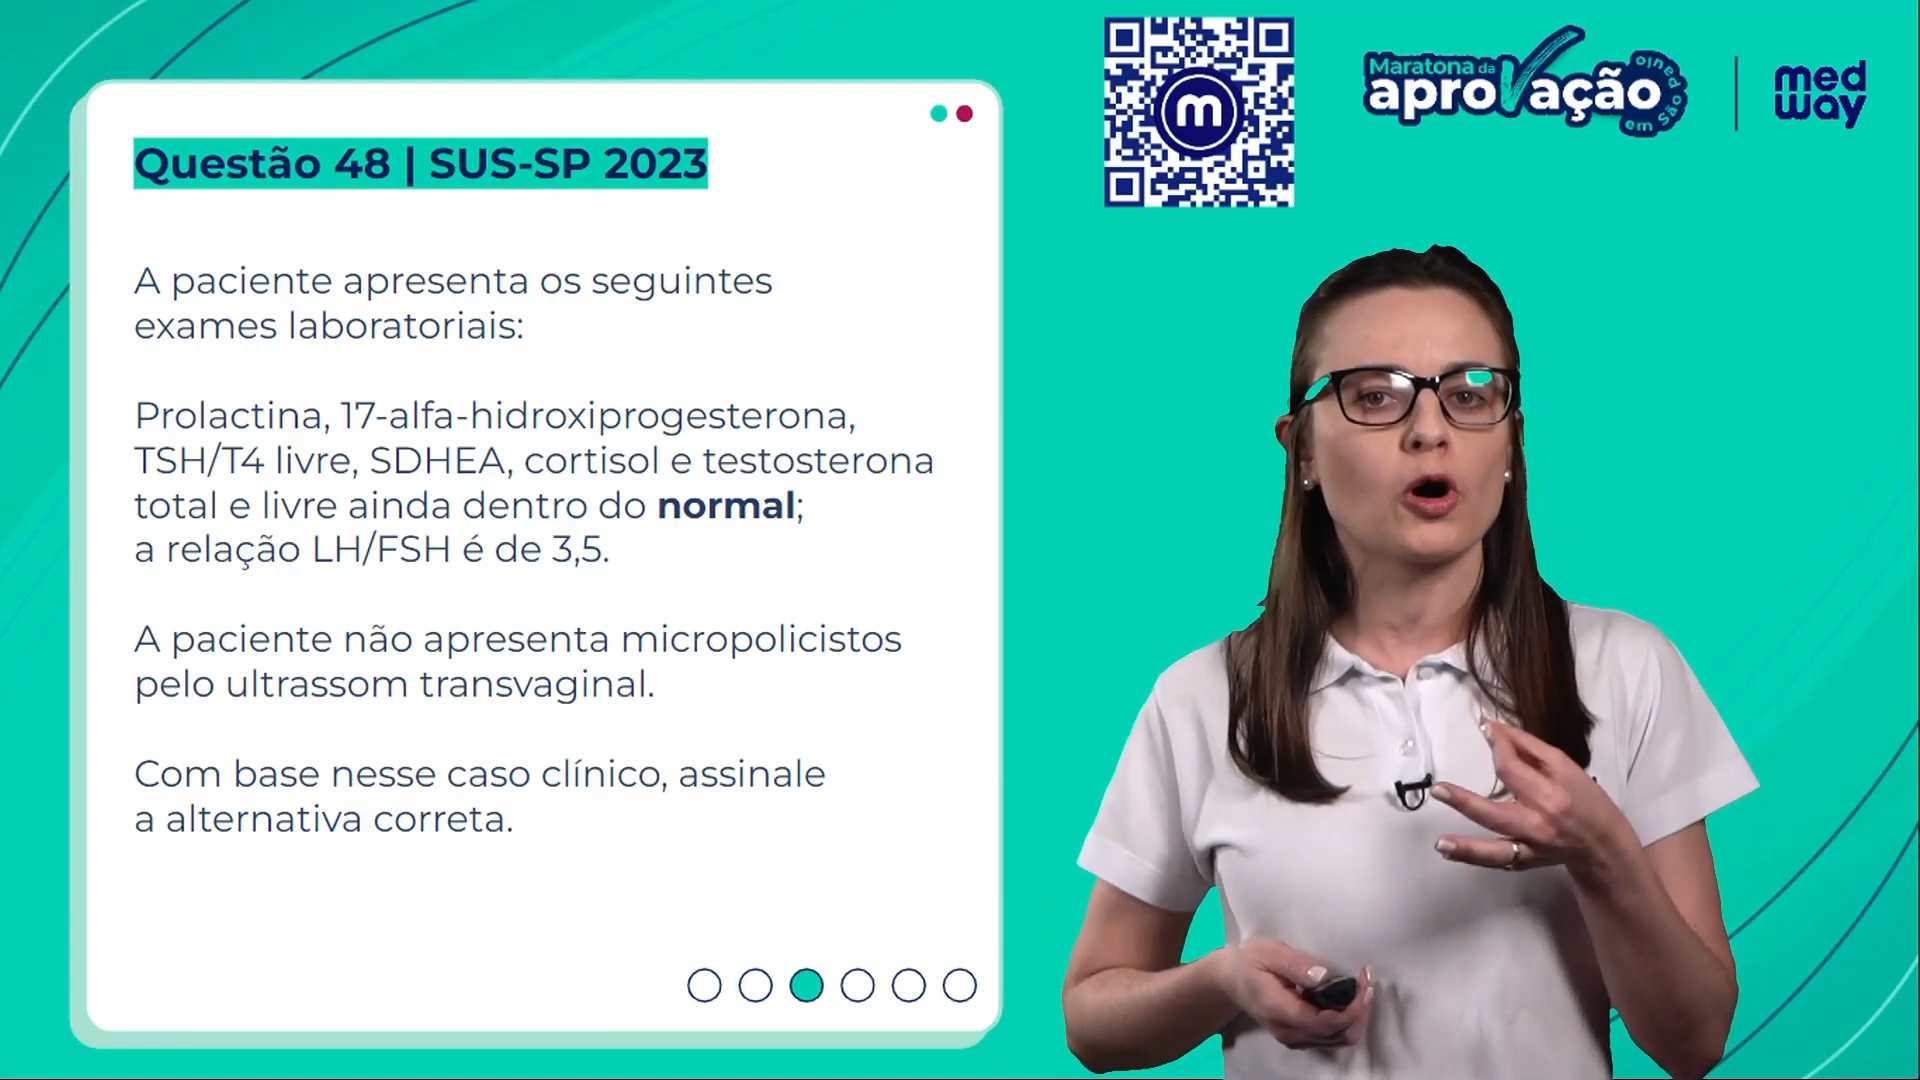 Questão 48 | SUS-SP 2023
A paciente apresenta os seguintes
exames laboratoriais:
Prolactina, 17-alfa-hidroxiprogesterona,
TSH/T4 livre, SDHEA, cortisol e testosterona
total e livre ainda dentro do normal;
a relação LH/FSH é de 3,5.
A paciente não apresenta micropolicistos
pelo ultrassom transvaginal.
Com base nesse caso clínico, assinale
a alternativa correta.
m
Maratona da
aproVação
em São Paulo
med
way